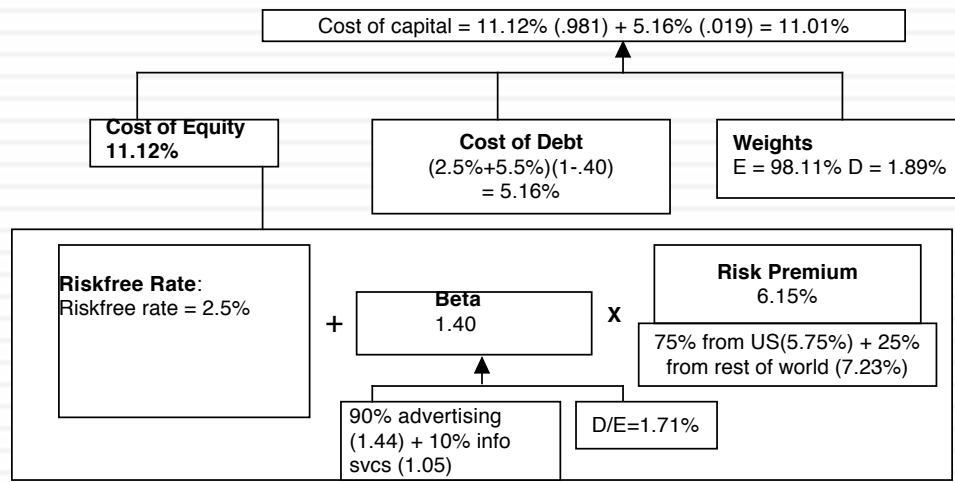 Cost of capital = 11.12% (.981) + 5.16% (.019) = 11.01%
Cost of Equity
11.12%
Cost of Debt
(2.5%+5.5%)(1-.40)
= 5.16%
Weights
E = 98.11% D = 1.89%
Riskfree Rate:
Riskfree rate = 2.5%
+
Beta
1.40
X
Risk Premium
6.15%
75% from US(5.75%) + 25%
from rest of world (7.23%)
90% advertising
(1.44) + 10% info
svcs (1.05)
D/E=1.71%